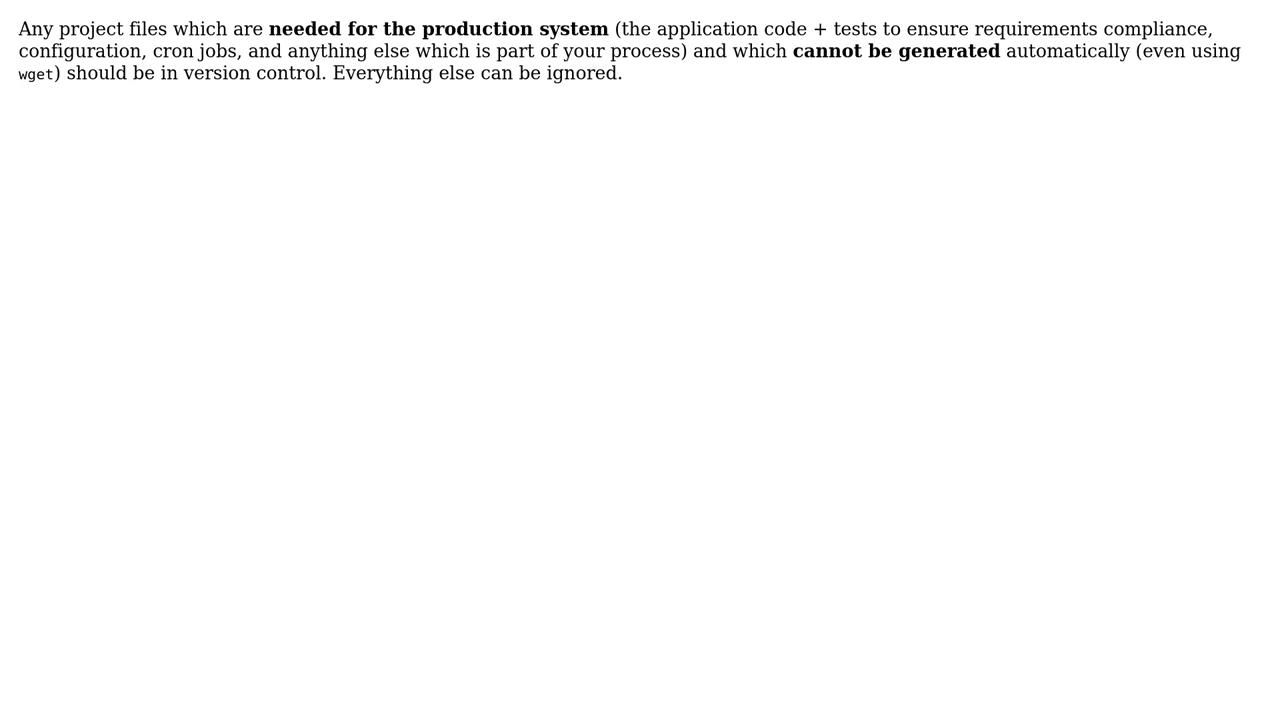 Any project files which are needed for the production system (the application code + tests to ensure requirements compliance,
configuration, cron jobs, and anything else which is part of your process) and which cannot be generated automatically (even using
wget) should be in version control. Everything else can be ignored.